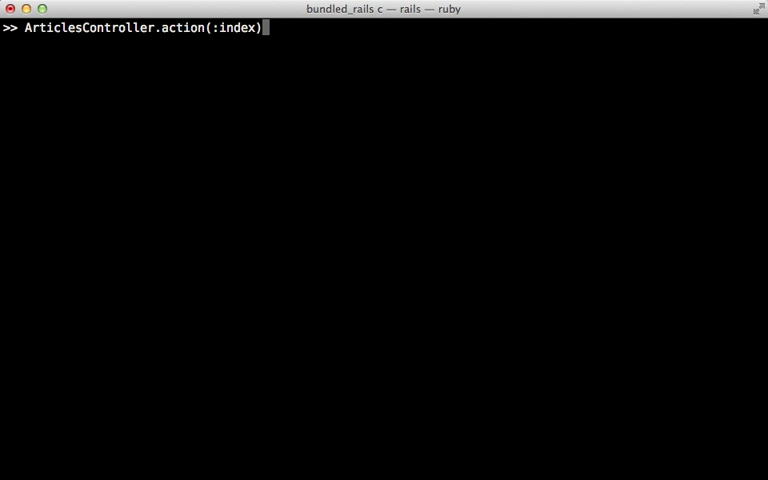 bundled_rails c — rails — ruby
>> ArticlesController.action(:index)